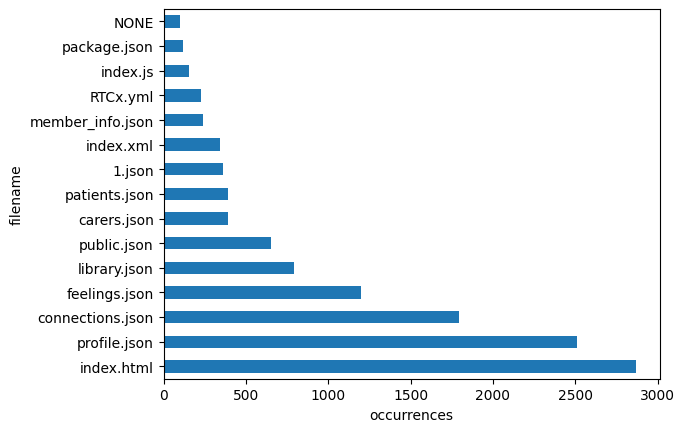 NONE
package.json
index.js
RTCx.yml
member_info.json
index.xml
1.json
patients.json
carers.json
public.json
library.json
feelings.json
connections.json
profile.json
index.html
filename
0 500 1000 1500 2000 2500 3000
occurrences